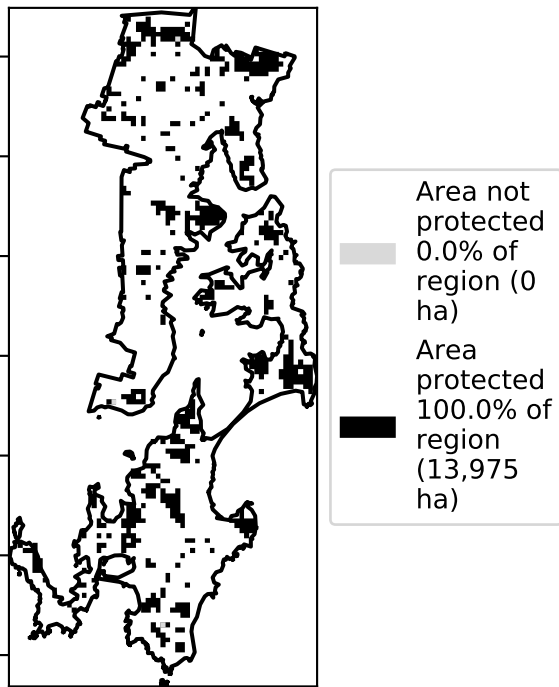 Area not
protected
0.0% of
region (0
ha)
Area
protected
100.0% of
region
(13,975
ha)